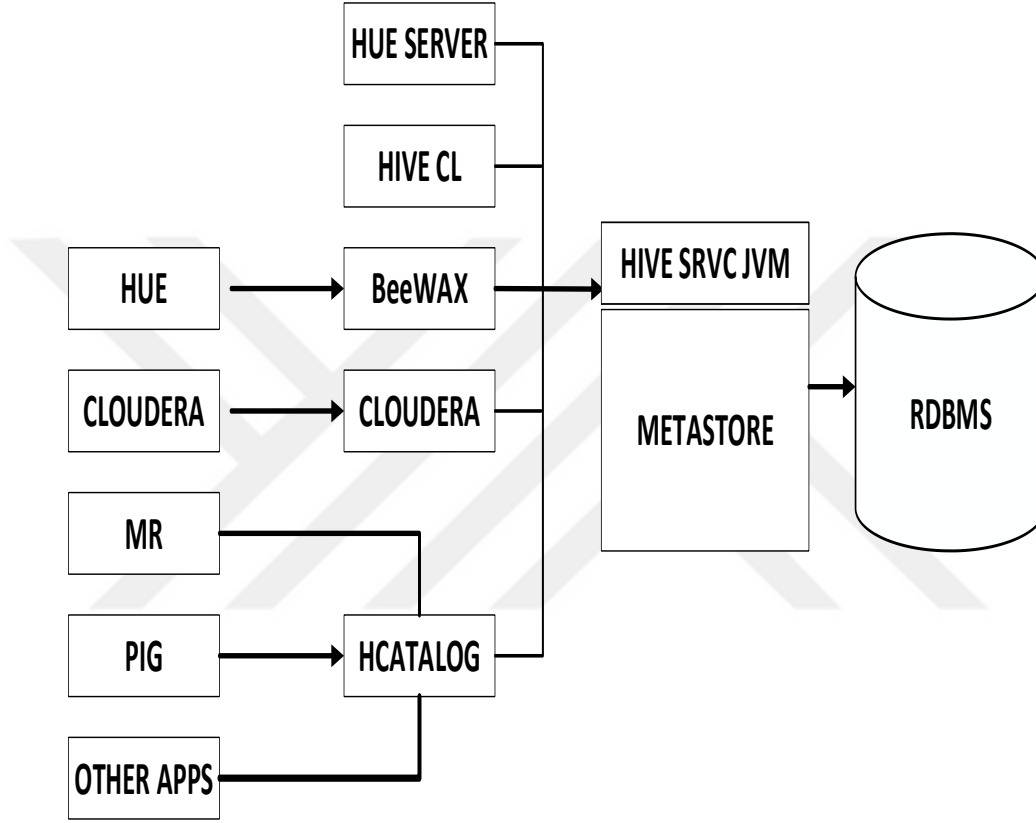 HUE SERVER
HIVE CL
HUE
BeeWAX
HIVE SRVC JVM
CLOUDERA
CLOUDERA
METASTORE
RDBMS
MR
PIG
HCATALOG
OTHER APPS